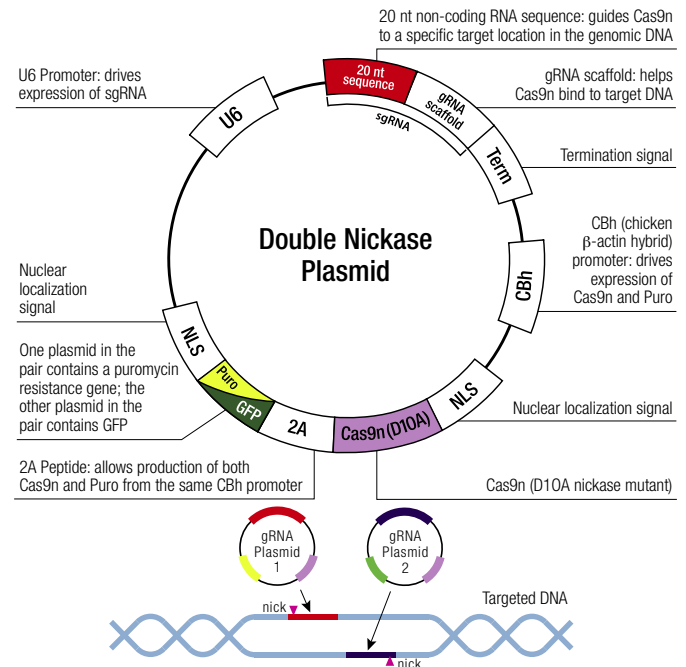 20 nt non-coding RNA sequence: guides Cas9n
to a specific target location in the genomic DNA
U6 Promoter: drives
expression of sgRNA
20 nt
sequence
gRNA
scaffold
sgRNA
gRNA scaffold: helps
Cas9n bind to target DNA
U6
Term
Termination signal
Double Nickase
Plasmid
CBh (chicken
β-actin hybrid)
promoter: drives
expression of
Cas9n and Puro
CBh
Nuclear
localization
signal
NLS
One plasmid in the
pair contains a puromycin
resistance gene; the
other plasmid in the
pair contains GFP
Puro
GFP
2A
Cas9n (D10A)
NLS
Nuclear localization signal
2A Peptide: allows production of both
Cas9n and Puro from the same CBh promoter
Cas9n (D10A nickase mutant)
gRNA
Plasmid
1
gRNA
Plasmid
2
nick
Targeted DNA
nick